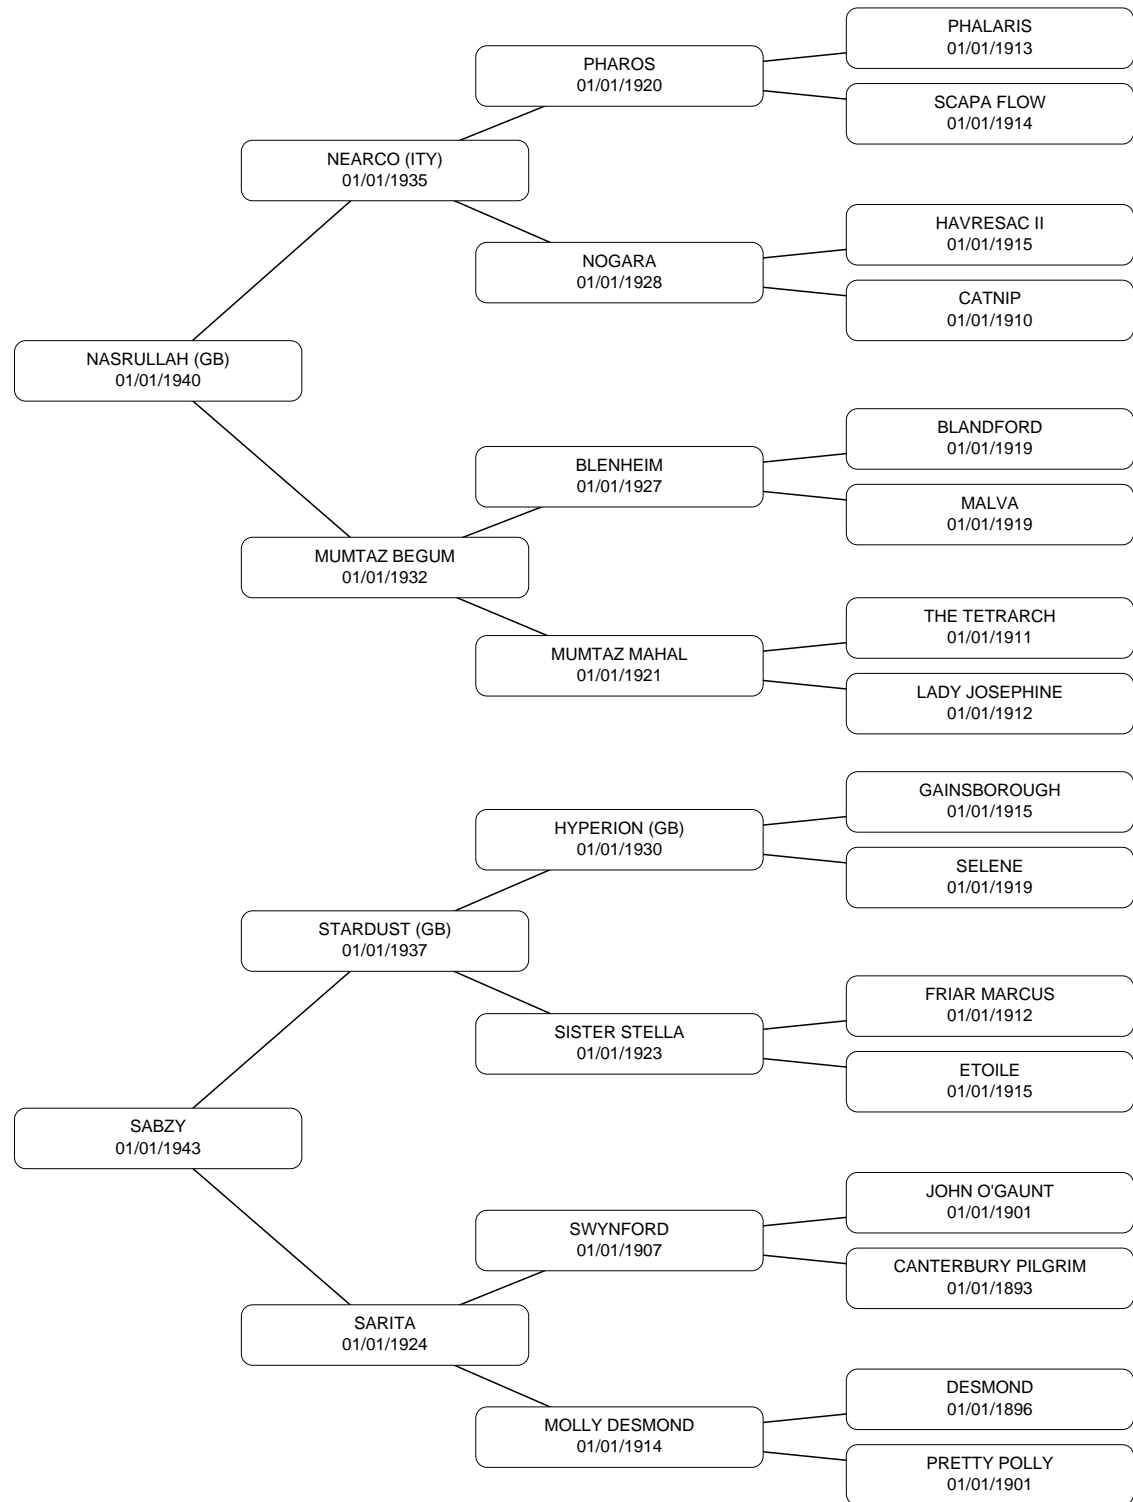 PHALARIS
01/01/1913
PHAROS
01/01/1920
SCAPA FLOW
01/01/1914
NEARCO (ITY)
01/01/1935
HAVRESAC II
01/01/1915
NOGARA
01/01/1928
CATNIP
01/01/1910
NASRULLAH (GB)
01/01/1940
BLANDFORD
01/01/1919
BLENHEIM
01/01/1927
MALVA
01/01/1919
MUMTAZ BEGUM
01/01/1932
THE TETRARCH
01/01/1911
MUMTAZ MAHAL
01/01/1921
LADY JOSEPHINE
01/01/1912
GAINSBOROUGH
01/01/1915
HYPERION (GB)
01/01/1930
SELENE
01/01/1919
STARDUST (GB)
01/01/1937
FRIAR MARCUS
01/01/1912
SISTER STELLA
01/01/1923
ETOILE
01/01/1915
SABZY
01/01/1943
JOHN O'GAUNT
01/01/1901
SWYNFORD
01/01/1907
CANTERBURY PILGRIM
01/01/1893
SARITA
01/01/1924
DESMOND
01/01/1896
MOLLY DESMOND
01/01/1914
PRETTY POLLY
01/01/1901